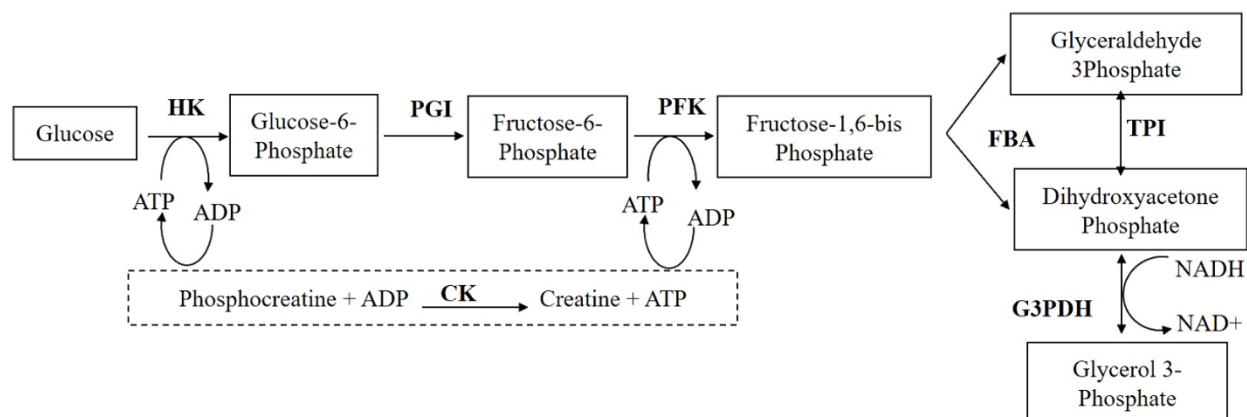 Glucose
HK
ATP
ADP
Glucose-6-
Phosphate
PGI
Fructose-6-
Phosphate
PFK
ATP
ADP
Fructose-1,6-bis
Phosphate
FBA
Glyceraldehyde
3Phosphate
TPI
Dihydroxyacetone
Phosphate
NADH
G3PDH
NAD+
Glycerol 3-
Phosphate
Phosphocreatine + ADP CK Creatine + ATP